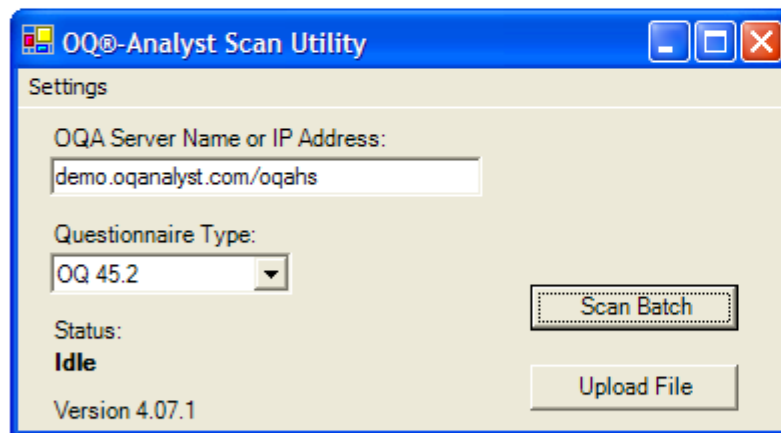 OQ®-Analyst Scan Utility
Settings
OQA Server Name or IP Address:
demo.oqanalyst.com/oqahs
Questionnaire Type:
OQ 45.2
Scan Batch
Status:
Idle
Upload File
Version 4.07.1